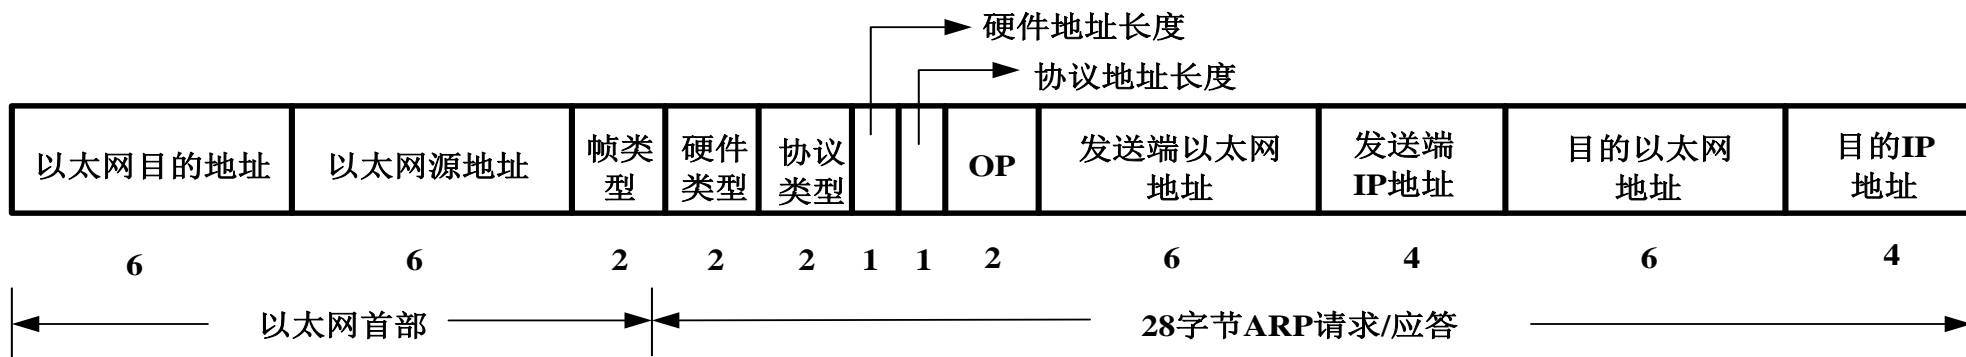 硬件地址长度
协议地址长度
以太网目的地址
以太网源地址
帧类
型
硬件
类型
协议
类型
OP
发送端以太网
地址
发送端
IP地址
目的以太网
地址
目的IP
地址
6 6 2 2 2 1 1 2 6 4 6 4
以太网首部
28字节ARP请求/应答